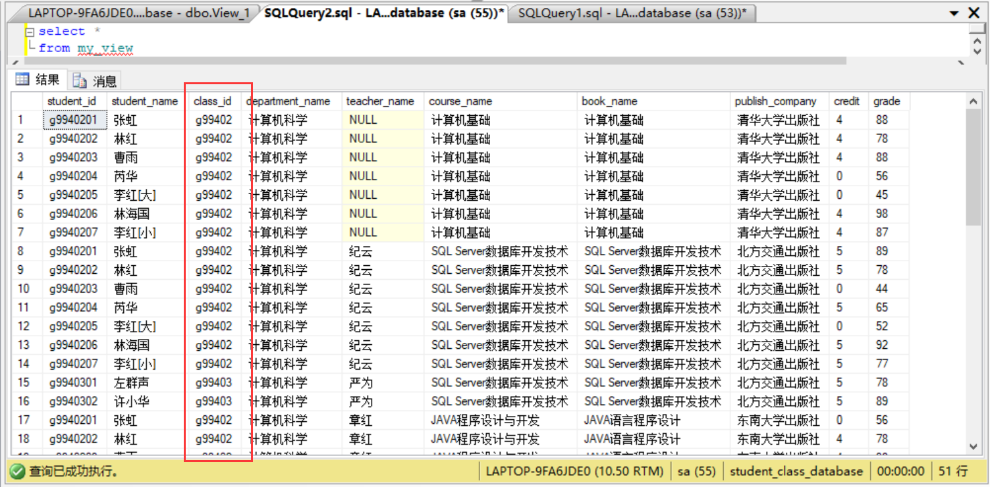 LAPTOP-9FA6JDE0....base - dbo.View_1 SQLQuery2.sql - LA...database (sa (55))* SQLQuery1.sql - LA...database (sa (53))*
select *
from my_view
结果 消息
student_id student_name class_id department_name teacher_name course_name book_name publish_company credit grade
1 g9940201 张虹 g99402 计算机科学 NULL 计算机基础 计算机基础 清华大学出版社 4 88
2 g9940202 林红 g99402 计算机科学 NULL 计算机基础 计算机基础 清华大学出版社 4 78
3 g9940203 曹雨 g99402 计算机科学 NULL 计算机基础 计算机基础 清华大学出版社 4 88
4 g9940204 芮华 g99402 计算机科学 NULL 计算机基础 计算机基础 清华大学出版社 0 56
5 g9940205 李红[大] g99402 计算机科学 NULL 计算机基础 计算机基础 清华大学出版社 0 45
6 g9940206 林海国 g99402 计算机科学 NULL 计算机基础 计算机基础 清华大学出版社 4 98
7 g9940207 李红[小] g99402 计算机科学 NULL 计算机基础 计算机基础 清华大学出版社 4 87
8 g9940201 张虹 g99402 计算机科学 纪云 SQL Server数据库开发技术 SQL Server数据库开发技术 北方交通出版社 5 89
9 g9940202 林红 g99402 计算机科学 纪云 SQL Server数据库开发技术 SQL Server数据库开发技术 北方交通出版社 5 78
10 g9940203 曹雨 g99402 计算机科学 纪云 SQL Server数据库开发技术 SQL Server数据库开发技术 北方交通出版社 0 44
11 g9940204 芮华 g99402 计算机科学 纪云 SQL Server数据库开发技术 SQL Server数据库开发技术 北方交通出版社 5 65
12 g9940205 李红[大] g99402 计算机科学 纪云 SQL Server数据库开发技术 SQL Server数据库开发技术 北方交通出版社 0 52
13 g9940206 林海国 g99402 计算机科学 纪云 SQL Server数据库开发技术 SQL Server数据库开发技术 北方交通出版社 5 92
14 g9940207 李红[小] g99402 计算机科学 纪云 SQL Server数据库开发技术 SQL Server数据库开发技术 北方交通出版社 5 77
15 g9940301 左群声 g99403 计算机科学 严为 SQL Server数据库开发技术 SQL Server数据库开发技术 北方交通出版社 5 78
16 g9940302 许小华 g99403 计算机科学 严为 SQL Server数据库开发技术 SQL Server数据库开发技术 北方交通出版社 5 89
17 g9940201 张虹 g99402 计算机科学 章红 JAVA程序设计与开发 JAVA语言程序设计 东南大学出版社 0 56
18 g9940202 林红 g99402 计算机科学 章红 JAVA程序设计与开发 JAVA语言程序设计 东南大学出版社 4 78
查询已成功执行。 LAPTOP-9FA6JDE0 (10.50 RTM) sa (55) student_class_database 00:00:00 51 行